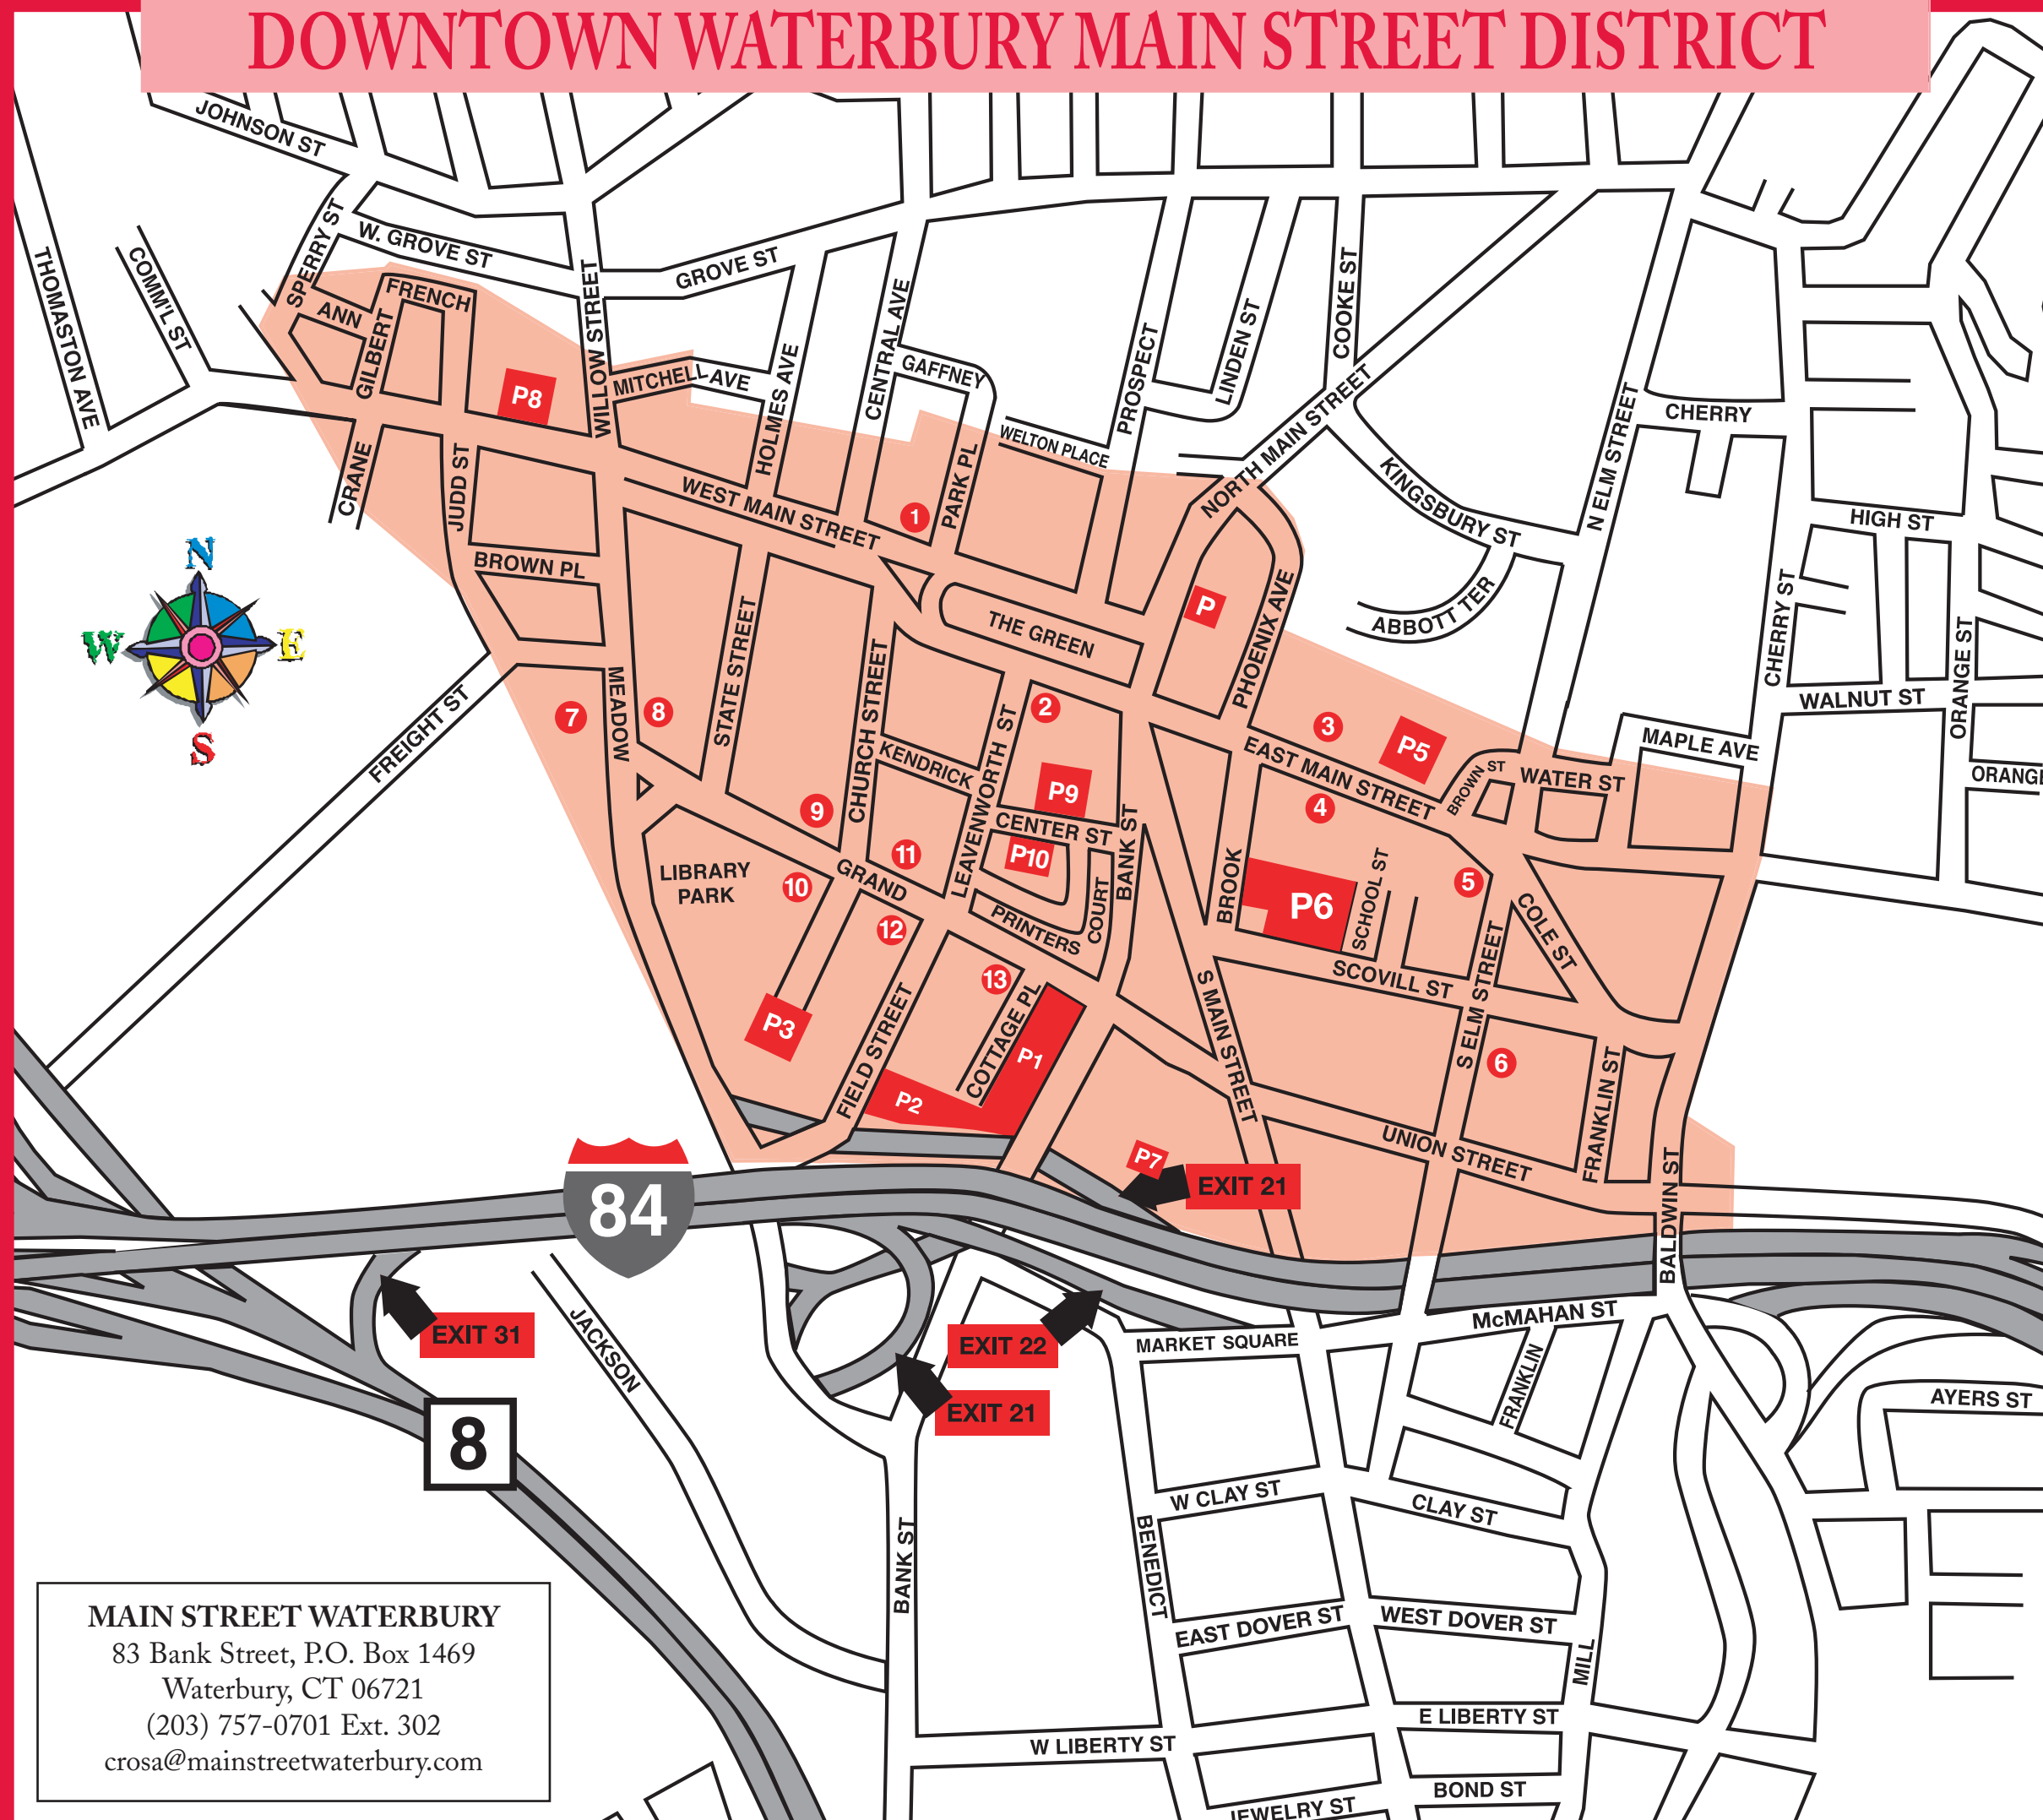 DOWNTOWN WATERBURY MAIN STREET DISTRICT
JOHNSON ST
THOMASTON AVE
COMM'L ST
SPERRY ST
W. GROVE ST
GROVE ST
FRENCH
ANN
GILBERT
P8
WILLOW STREET
MITCHELL AVE
HOLMES AVE
CENTRAL AVE
GAFFNEY
PARK PL
WELTON PLACE
PROSPECT
LINDEN ST
COOKE ST
NORTH MAIN STREET
KINGSBURY ST
N ELM STREET
CHERRY
HIGH ST
CRANE
JUDD ST
WEST MAIN STREET
1
BROWN PL
THE GREEN
P
PHOENIX AVE
ABBOTT TER
CHERRY ST
WALNUT ST
ORANGE ST
MAPLE AVE
N
W
E
S
FREIGHT ST
7
MEADOW
8
STATE STREET
CHURCH STREET
KENDRICK
LEAVENWORTH ST
2
P9
CENTER ST
P10
BANK ST
3
P5
EAST MAIN STREET
4
BROWN ST
WATER ST
LIBRARY
PARK
9
10
11
GRAND
12
PRINTERS
COURT
BROOK
P6
SCHOOL ST
5
COLE ST
SCOVILL ST
S ELM STREET
13
COTTAGE PL
P1
P2
P3
FIELD STREET
S MAIN STREET
6
FRANKLIN ST
UNION STREET
P7
EXIT 21
84
BALDWIN ST
EXIT 31
JACKSON
EXIT 22
EXIT 21
MARKET SQUARE
McMAHAN ST
FRANKLIN
AYERS ST
8
BANK ST
BENEDICT
W CLAY ST
CLAY ST
EAST DOVER ST
WEST DOVER ST
MILL
E LIBERTY ST
W LIBERTY ST
BOND ST
JEWELRY ST
MAIN STREET WATERBURY
83 Bank Street, P.O. Box 1469
Waterbury, CT 06721
(203) 757-0701 Ext. 302
crosa@mainstreetwaterbury.com